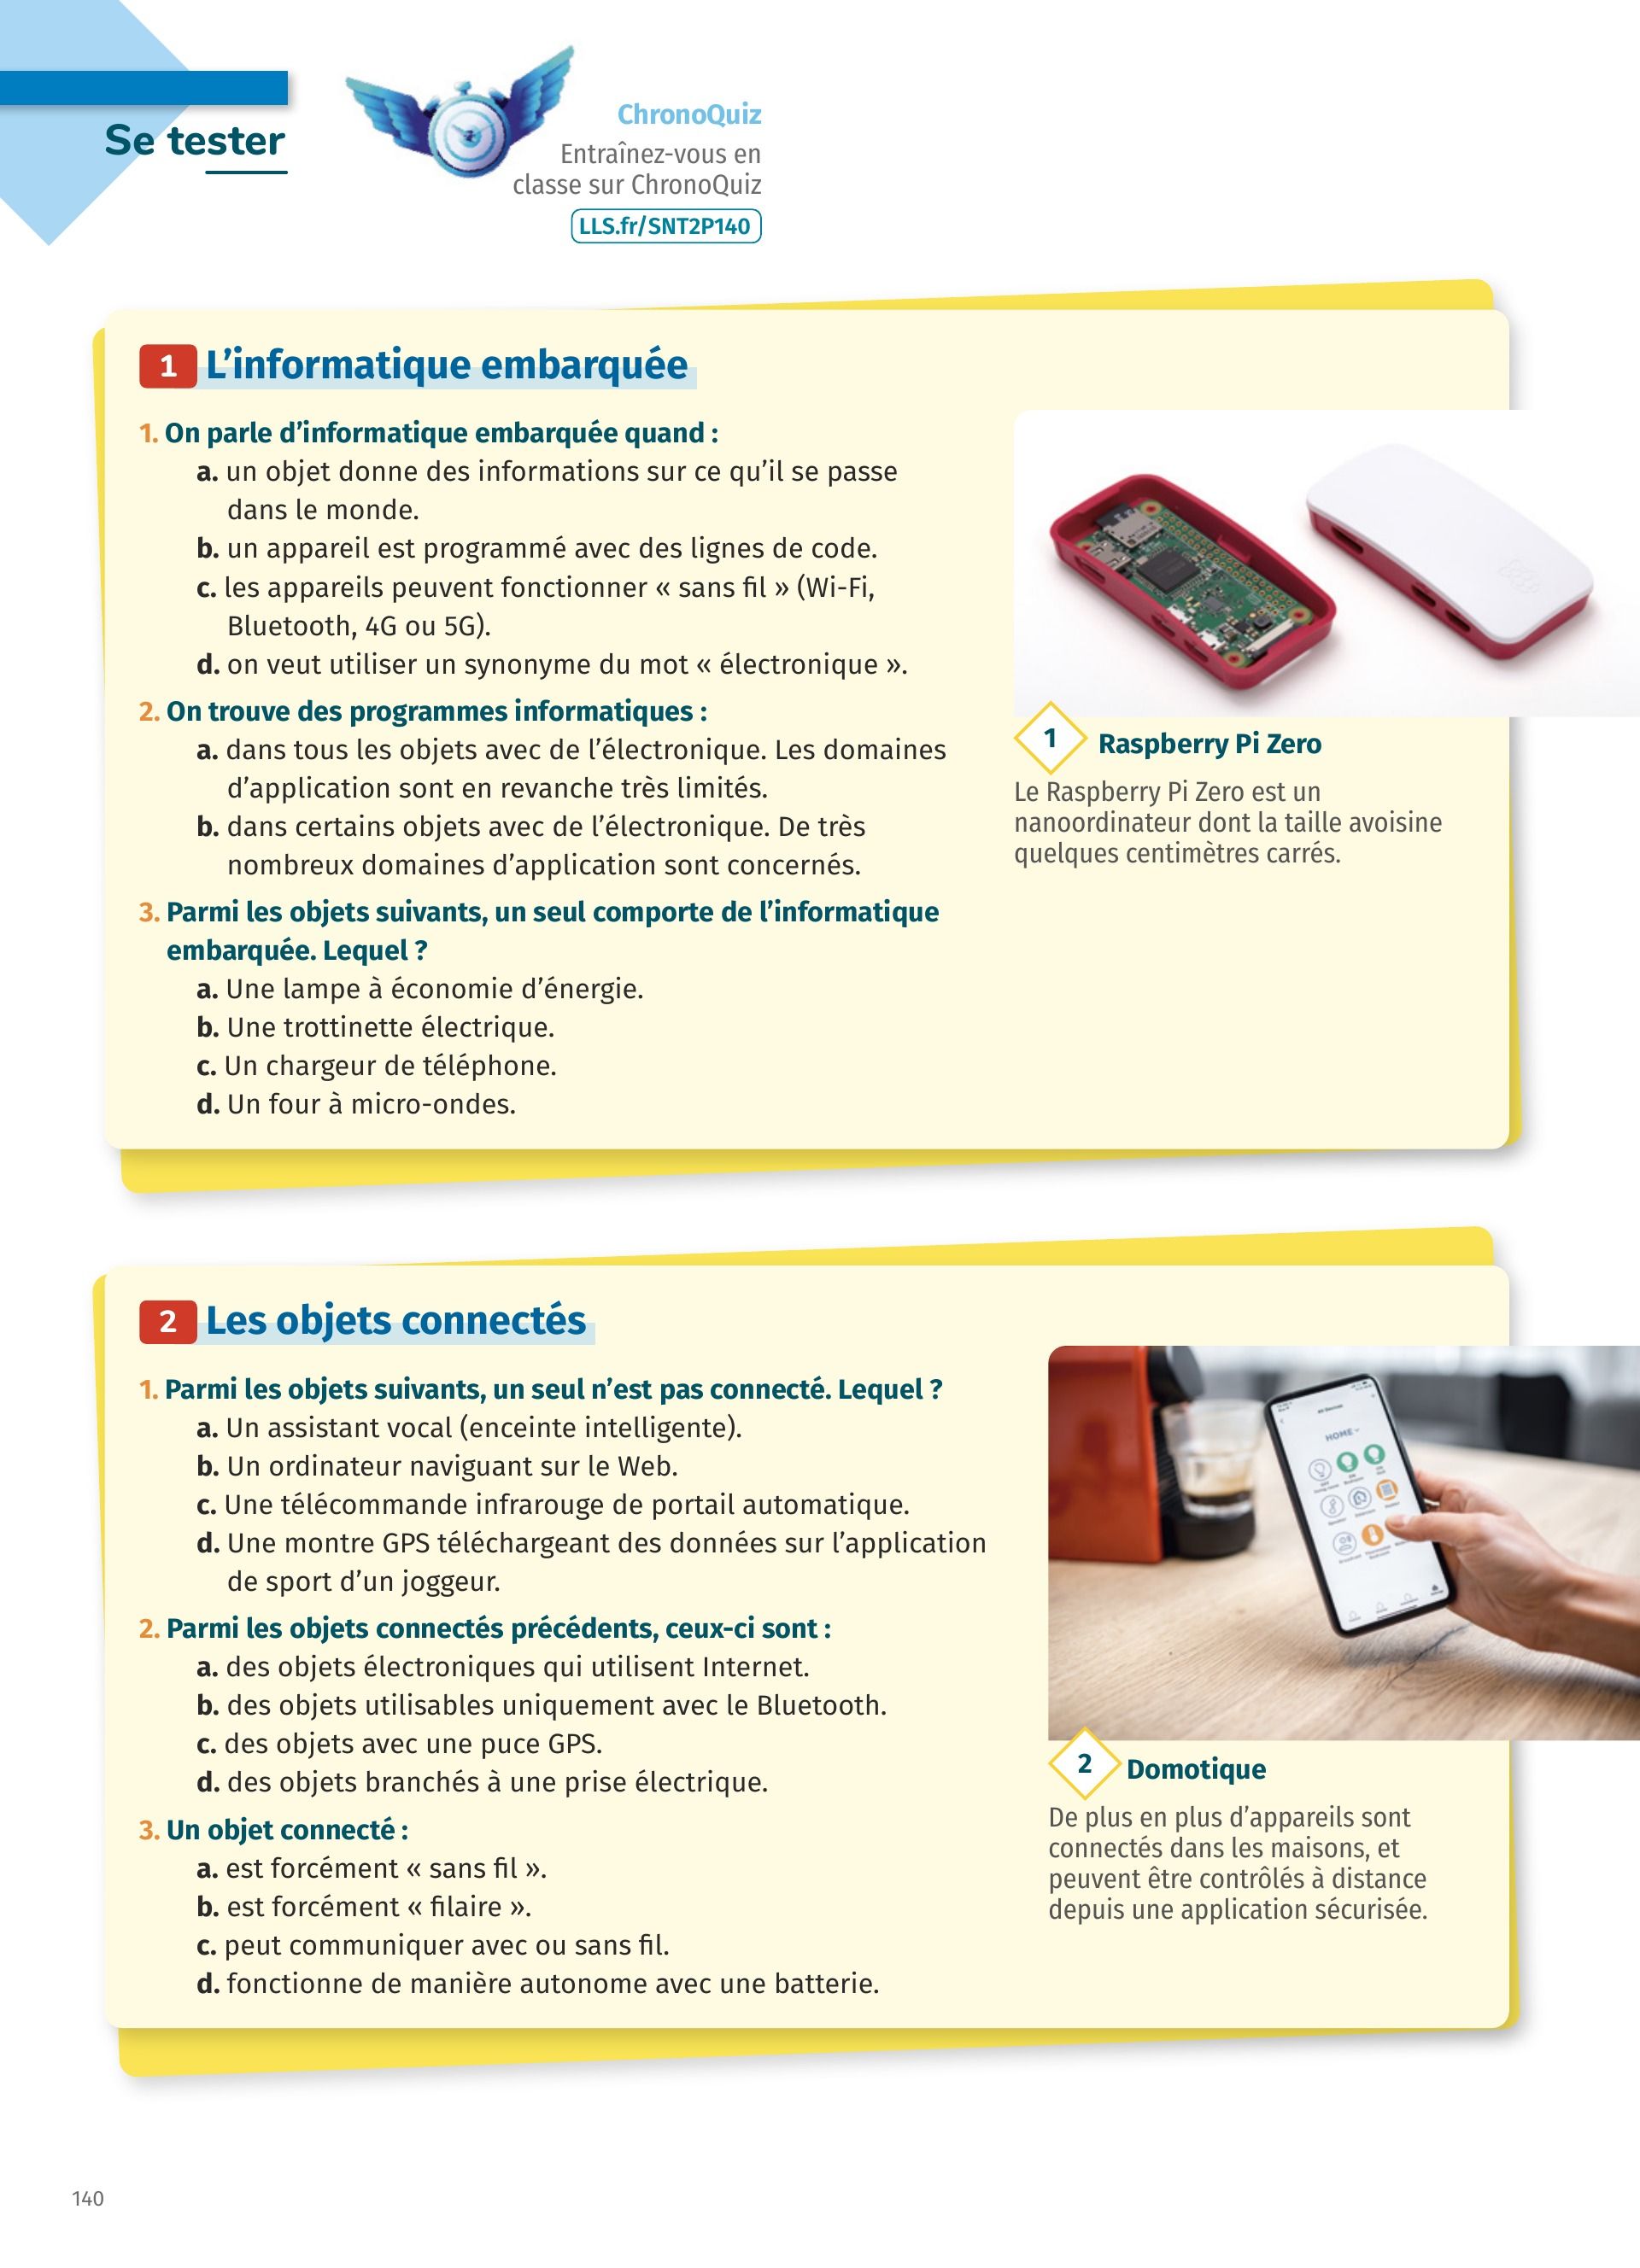 Se tester
ChronoQuiz
Entraînez-vous en
classe sur ChronoQuiz
LLS.fr/SNT2P140
1 L’informatique embarquée
1. On parle d’informatique embarquée quand :
a. un objet donne des informations sur ce qu’il se passe
dans le monde.
b. un appareil est programmé avec des lignes de code.
c. les appareils peuvent fonctionner « sans fil » (Wi-Fi,
Bluetooth, 4G ou 5G).
d. on veut utiliser un synonyme du mot « électronique ».
2. On trouve des programmes informatiques :
a. dans tous les objets avec de l’électronique. Les domaines
d’application sont en revanche très limités.
b. dans certains objets avec de l’électronique. De très
nombreux domaines d’application sont concernés.
3. Parmi les objets suivants, un seul comporte de l’informatique
embarquée. Lequel ?
a. Une lampe à économie d’énergie.
b. Une trottinette électrique.
c. Un chargeur de téléphone.
d. Un four à micro-ondes.
1 Raspberry Pi Zero
Le Raspberry Pi Zero est un
nanoordinateur dont la taille avoisine
quelques centimètres carrés.
2 Les objets connectés
1. Parmi les objets suivants, un seul n’est pas connecté. Lequel ?
a. Un assistant vocal (enceinte intelligente).
b. Un ordinateur naviguant sur le Web.
c. Une télécommande infrarouge de portail automatique.
d. Une montre GPS téléchargeant des données sur l’application
de sport d’un joggeur.
2. Parmi les objets connectés précédents, ceux-ci sont :
a. des objets électroniques qui utilisent Internet.
b. des objets utilisables uniquement avec le Bluetooth.
c. des objets avec une puce GPS.
d. des objets branchés à une prise électrique.
3. Un objet connecté :
a. est forcément « sans fil ».
b. est forcément « filaire ».
c. peut communiquer avec ou sans fil.
d. fonctionne de manière autonome avec une batterie.
HOME
2 Domotique
De plus en plus d’appareils sont
connectés dans les maisons, et
peuvent être contrôlés à distance
depuis une application sécurisée.
140